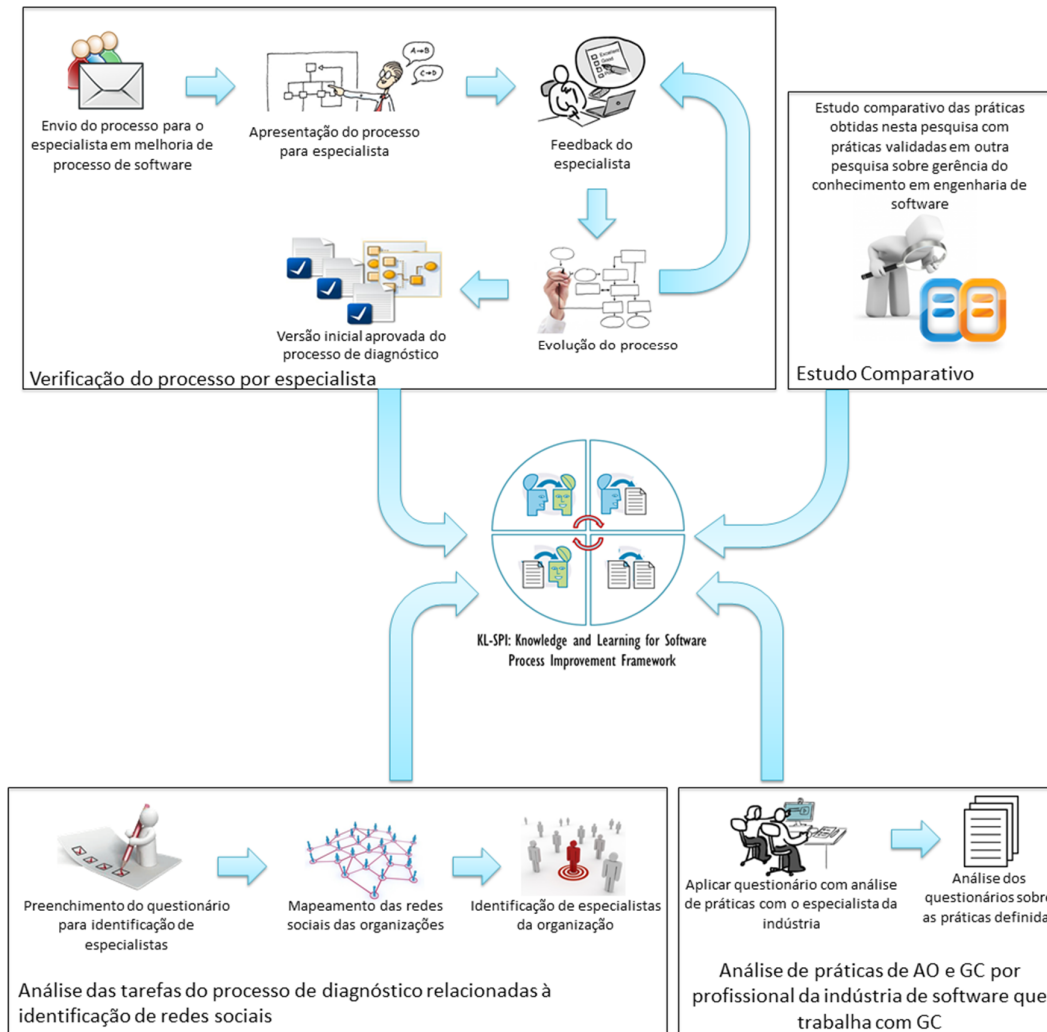 A→B
C→D
Excellent
Good
Envio do processo para o
especialista em melhoria de
processo de software
Apresentação do processo
para especialista
Feedback do
especialista
Versão inicial aprovada do
processo de diagnóstico
Evolução do processo
Verificação do processo por especialista
Estudo comparativo das práticas
obtidas nesta pesquisa com
práticas validadas em outra
pesquisa sobre gerência do
conhecimento em engenharia de
software
Estudo Comparativo
KL-SPI: Knowledge and Learning for Software
Process Improvement Framework
Preenchimento do questionário
para identificação de
especialistas
Mapeamento das redes
sociais das organizações
Identificação de especialistas
da organização
Análise das tarefas do processo de diagnóstico relacionadas à
identificação de redes sociais
Aplicar questionário com análise
de práticas com o especialista da
indústria
Análise dos
questionários sobre
as práticas definida
Análise de práticas de AO e GC por
profissional da indústria de software que
trabalha com GC